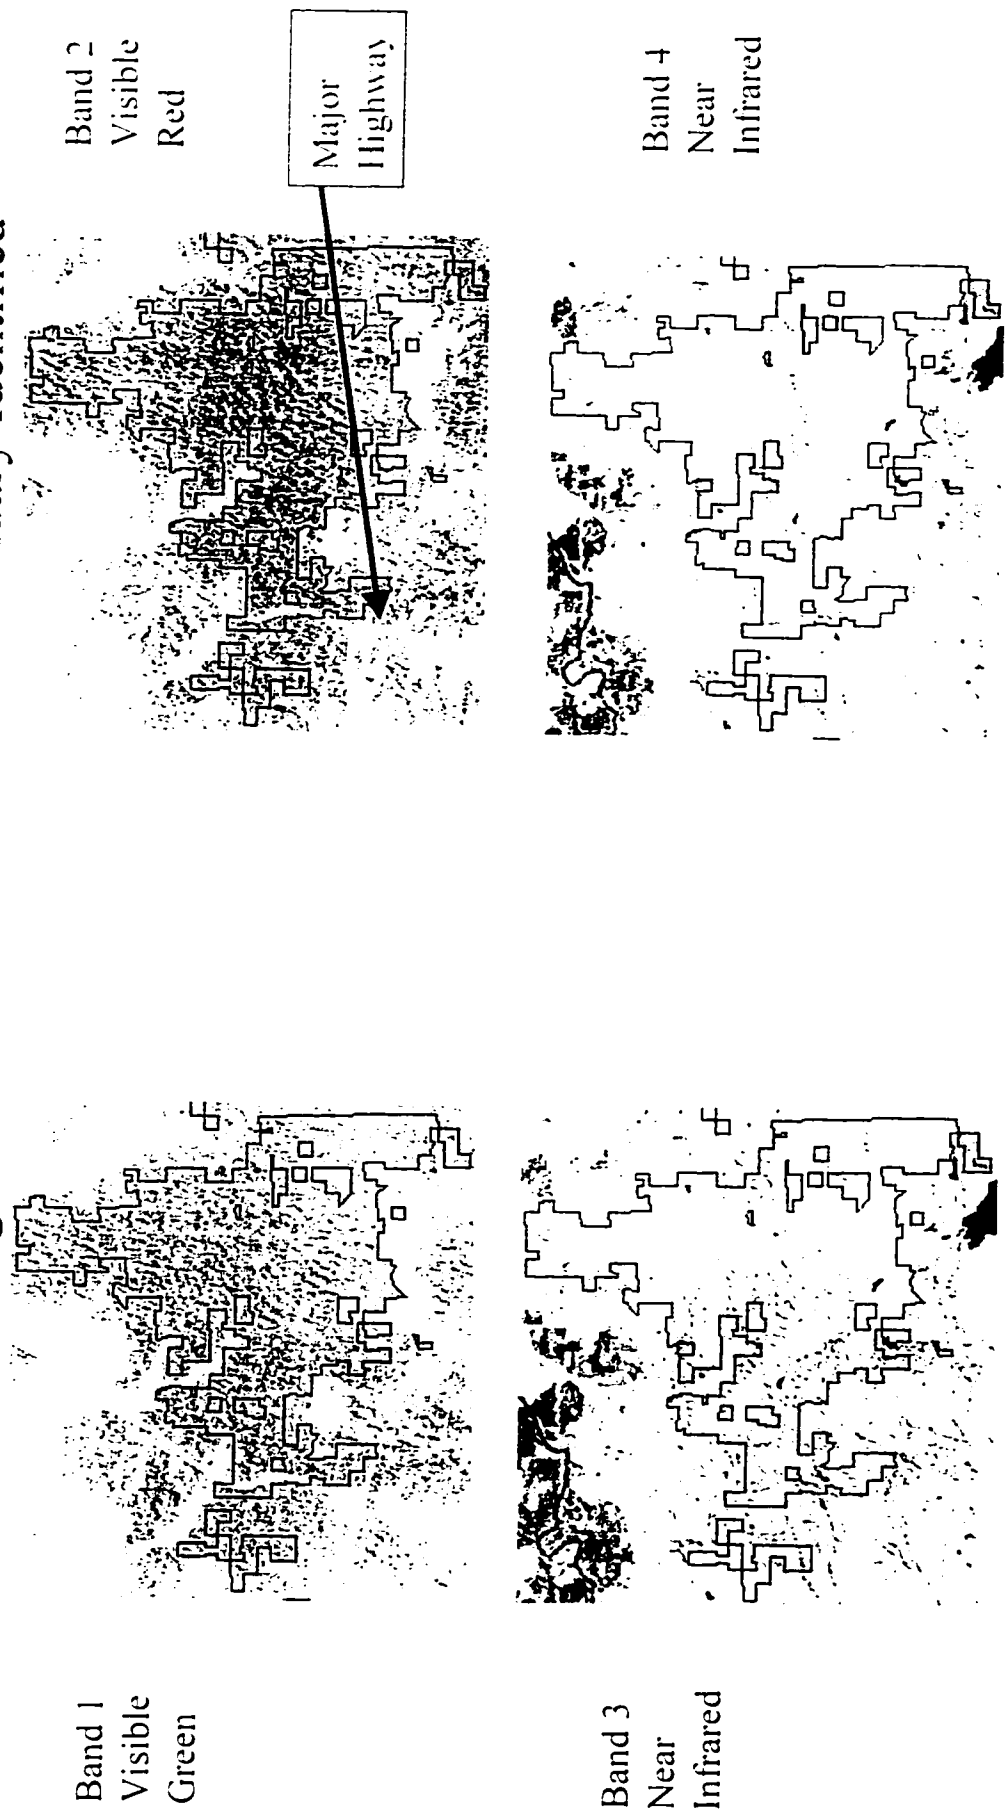 Band 1
Visible
Green
Band 2
Visible
Red
Major
Highway
Band 3
Near
Infrared
Band 4
Near
Infrared